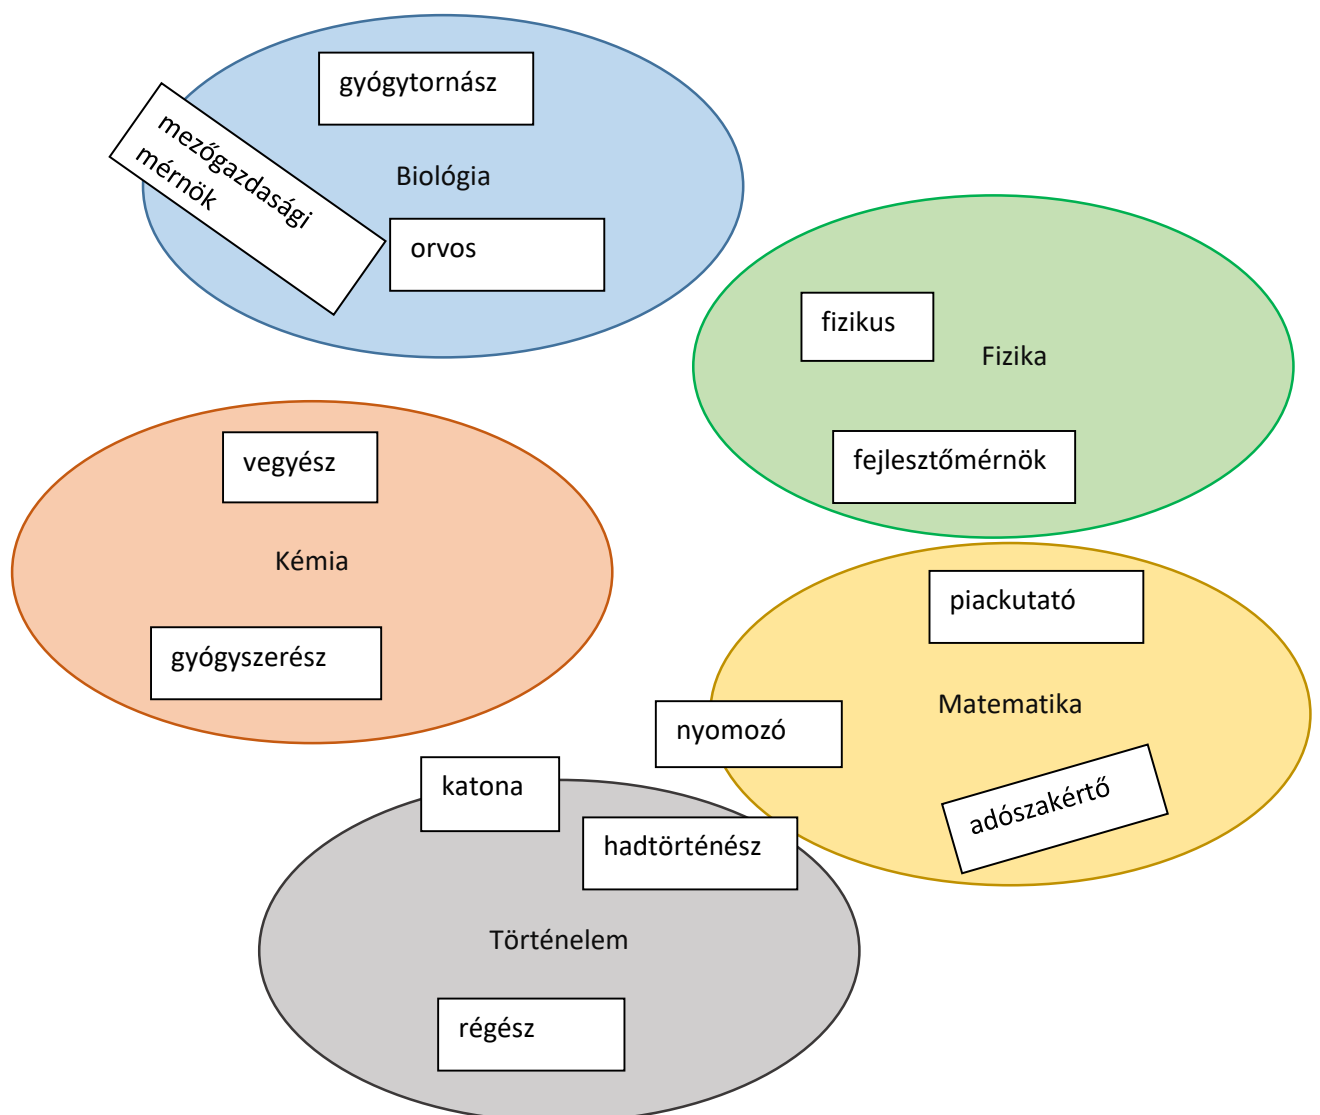 gyógytornász
mezőgazdasági
mérnök
Biológia
orvos
fizikus
Fizika
fejlesztőmérnök
vegyész
Kémia
gyógyszerész
piackutató
Matematika
nyomozó
adószakértő
katona
hadtörténész
Történelem
régész